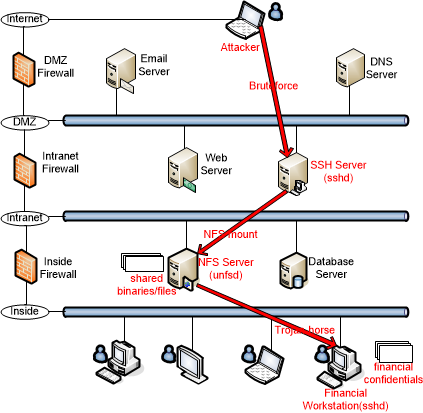 Internet
Attacker
DMZ
Firewall
Email
Server
DNS
Server
Bruteforce
DMZ
Intranet
Firewall
Web
Server
SSH Server
(sshd)
Intranet
NFS mount
Inside
Firewall
shared
binaries/files
NFS Server
(unfsd)
Database
Server
Inside
Trojan horse
financial
confidentials
Financial
Workstation(sshd)